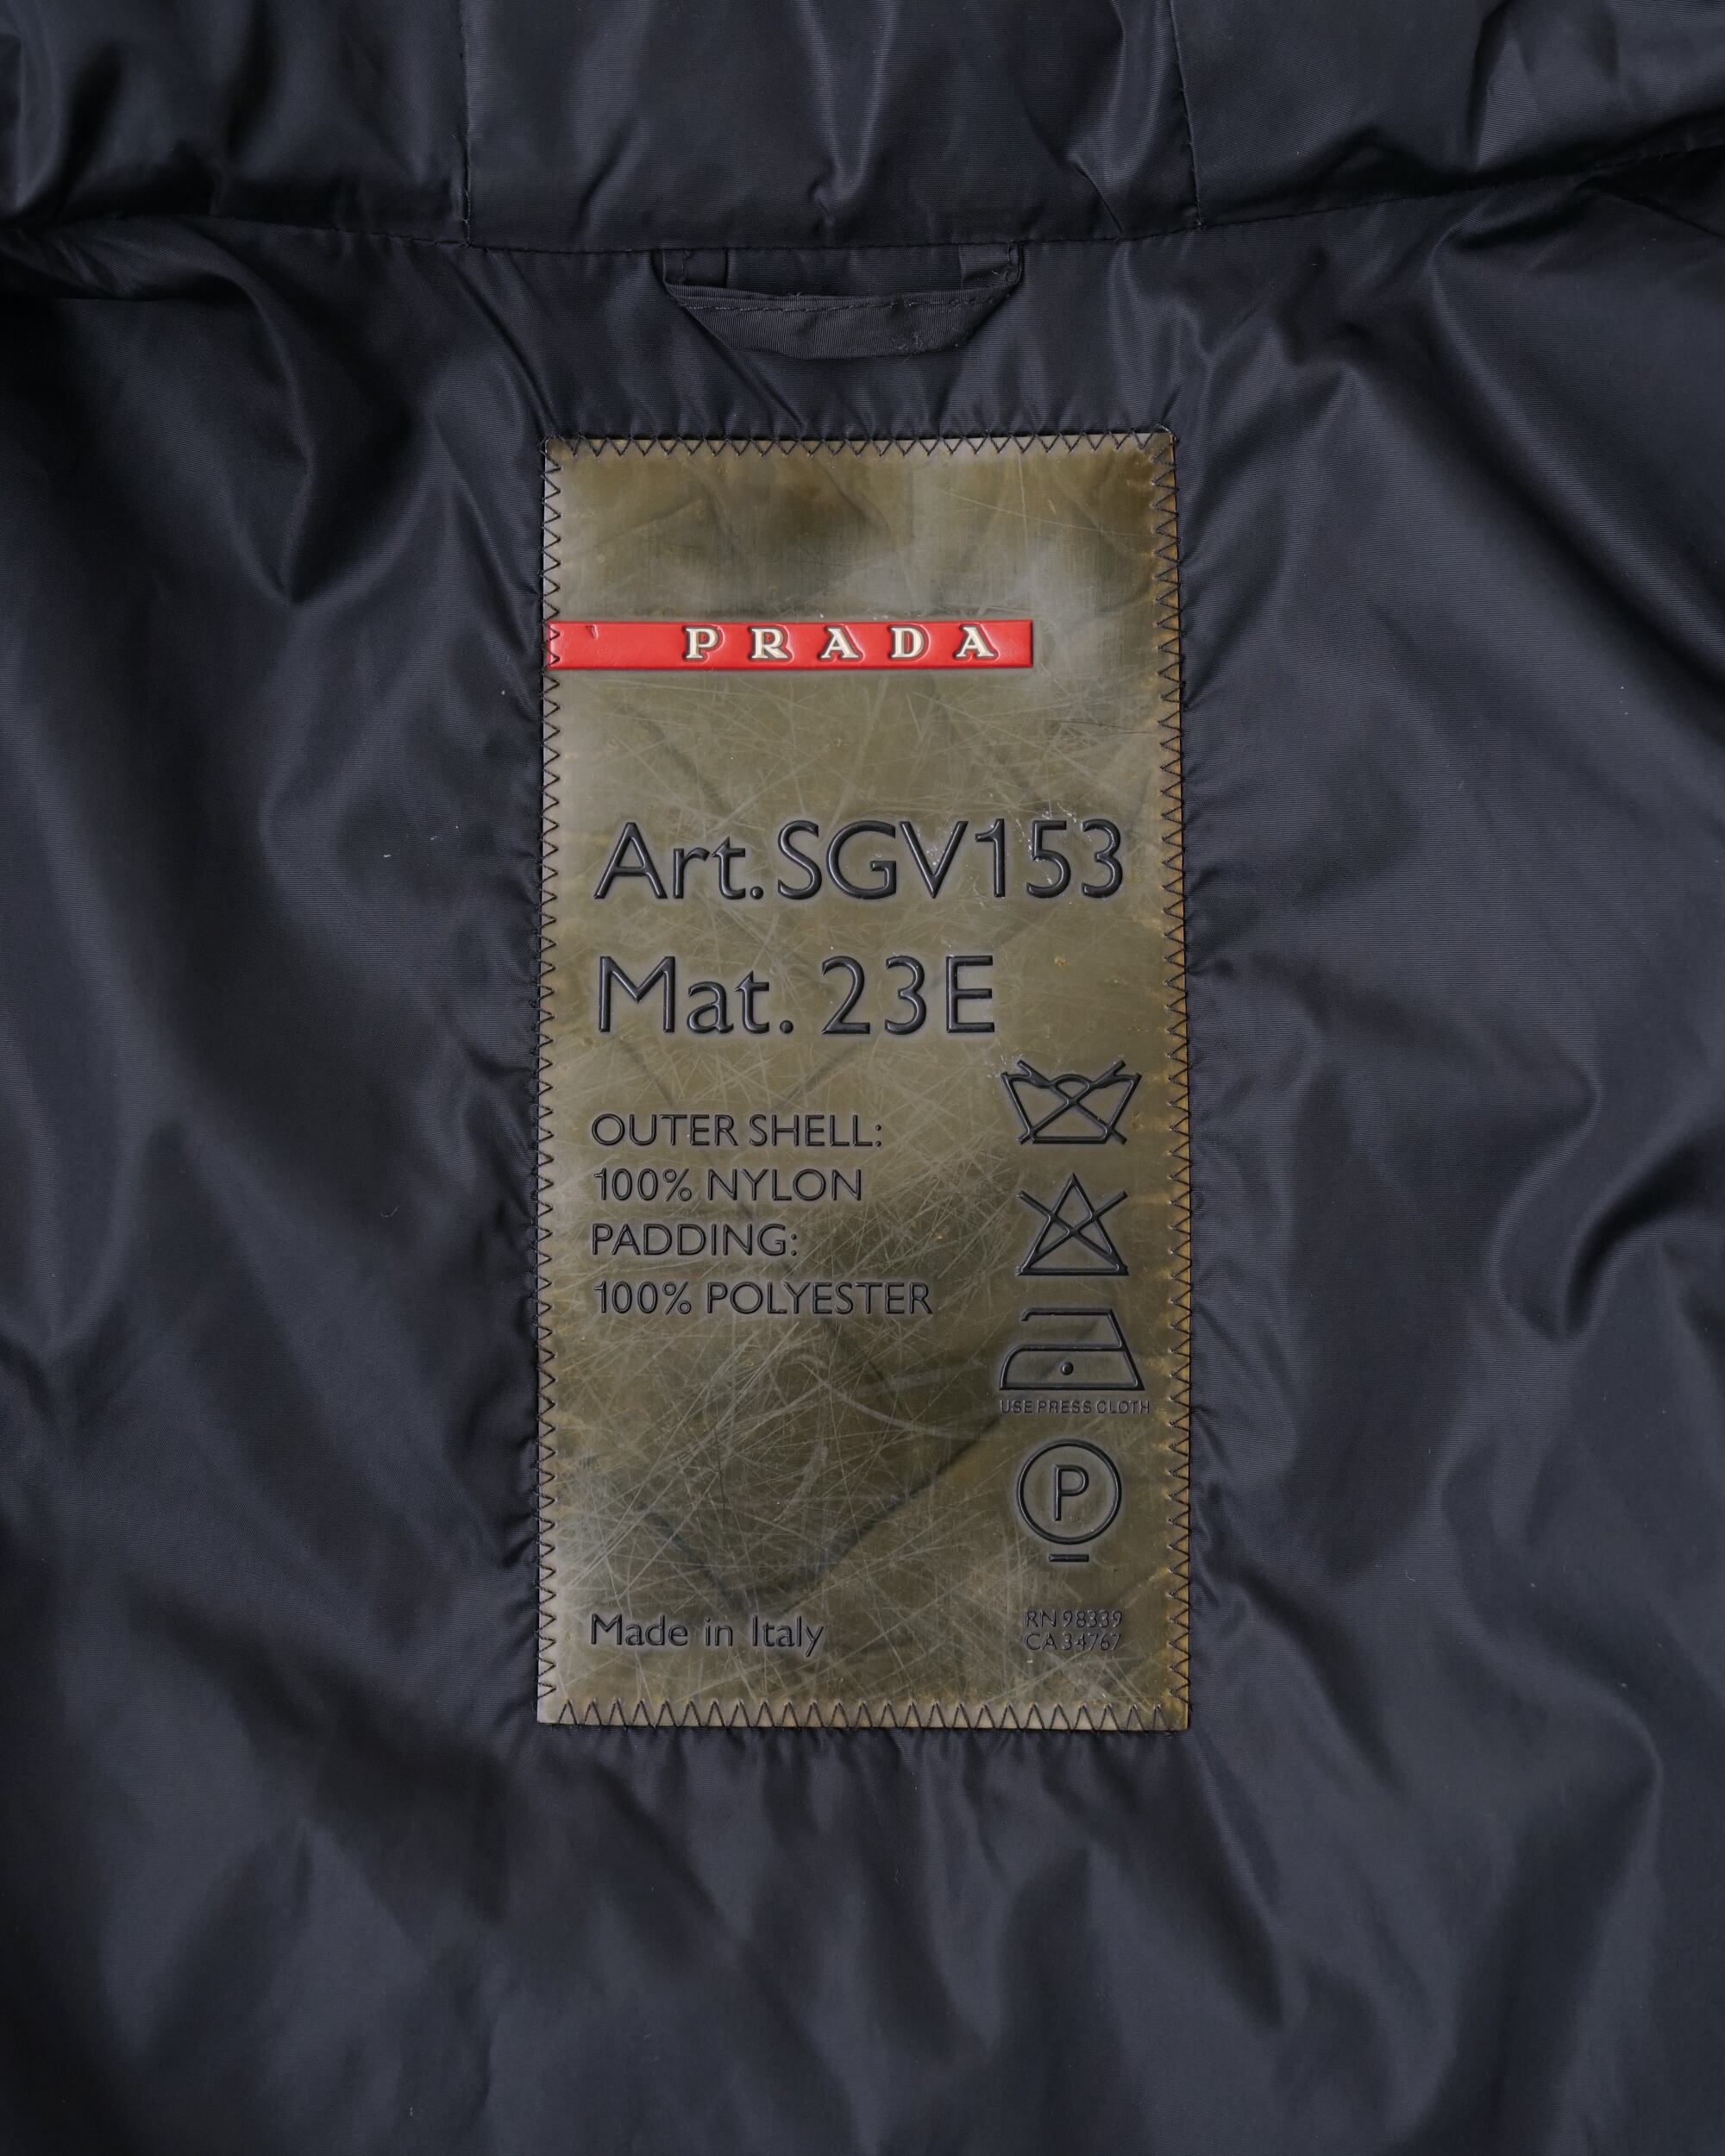 PRADA
Art. SGV153
Mat. 23E
OUTER SHELL:
100% NYLON
PADDING:
100% POLYESTER
USE PRESS CLOTH
P
Made in Italy
RN 98339
CA 34767